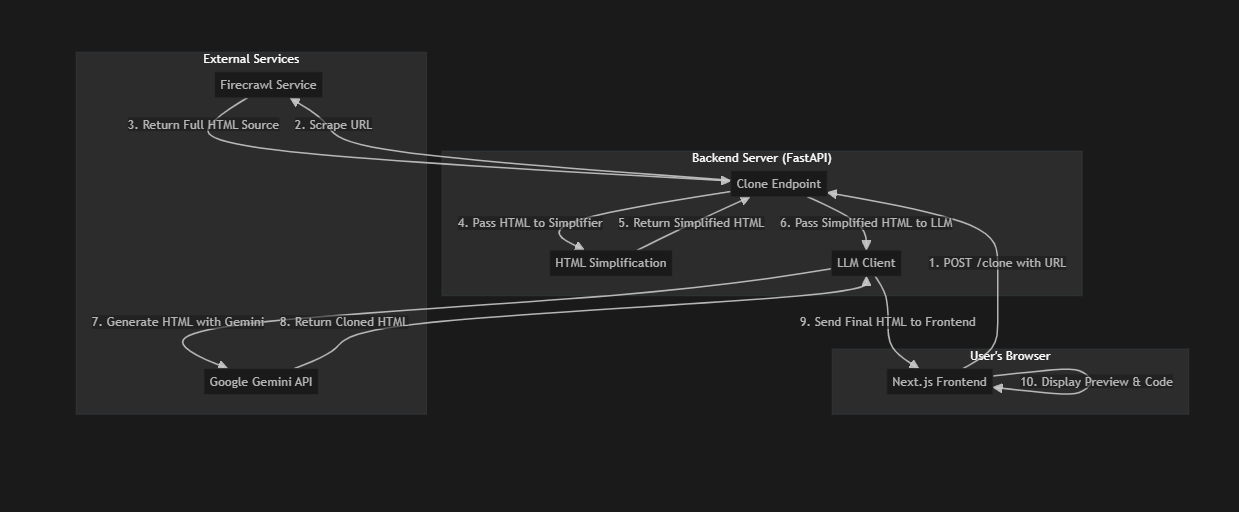 External Services
Firecrawl Service
3. Return Full HTML Source
2. Scrape URL
Backend Server (FastAPI)
Clone Endpoint
4. Pass HTML to Simplifier
5. Return Simplified HTML
6. Pass Simplified HTML to LLM
HTML Simplification
LLM Client
1. POST /clone with URL
7. Generate HTML with Gemini
8. Return Cloned HTML
9. Send Final HTML to Frontend
User's Browser
Google Gemini API
Next.js Frontend
10. Display Preview & Code